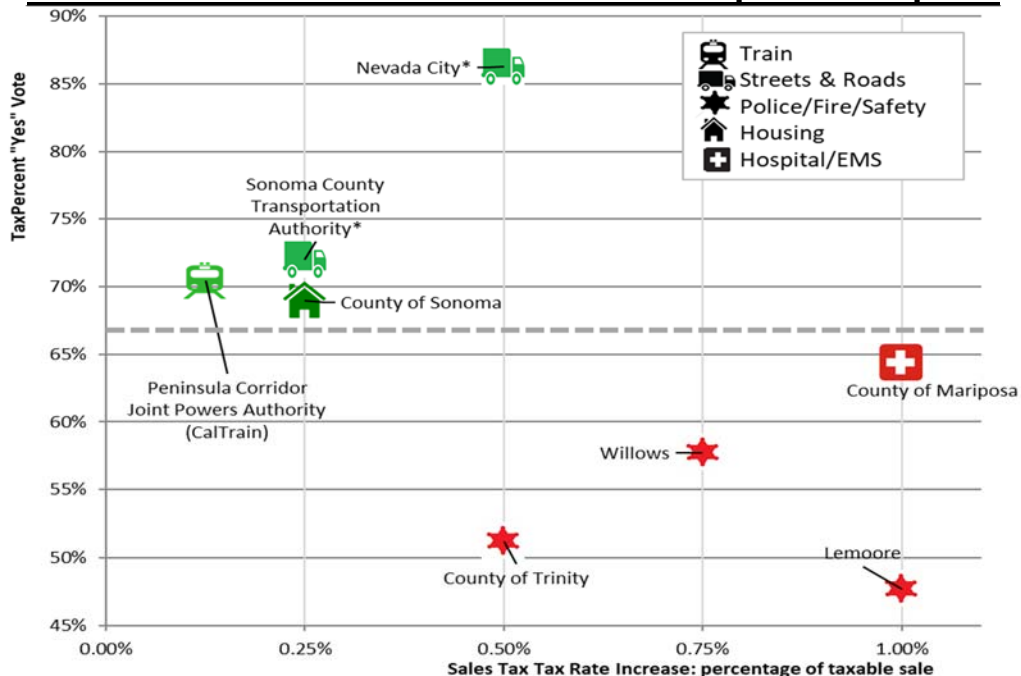 90%
85%
80%
75%
70%
65%
60%
55%
50%
45%
TaxPercent "Yes" Vote
Nevada City*
Train
Streets & Roads
Police/Fire/Safety
Housing
Hospital/EMS
Sonoma County
Transportation
Authority*
County of Sonoma
Peninsula Corridor
Joint Powers Authority
(CalTrain)
County of Mariposa
Willows
County of Trinity
Lemoore
0.00%
0.25%
0.50%
0.75%
1.00%
Sales Tax Tax Rate Increase: percentage of taxable sale